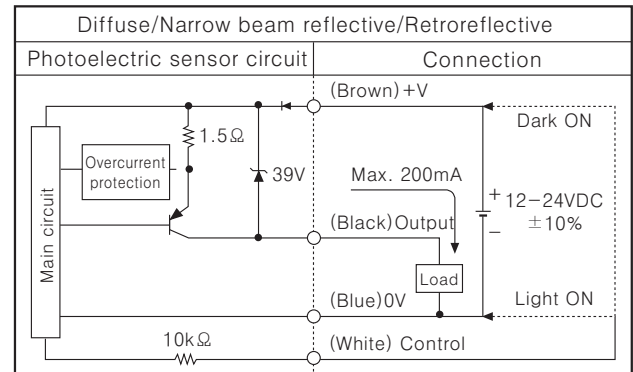 Diffuse/Narrow beam reflective/Retroreflective
Photoelectric sensor circuit
Connection
(Brown)+V
Dark ON
1.5Ω
Overcurrent
protection
39V
Max. 200mA
+
12−24VDC
±10%
−
(Black)Output
Main circuit
Load
(Blue)0V
Light ON
10kΩ
(White) Control